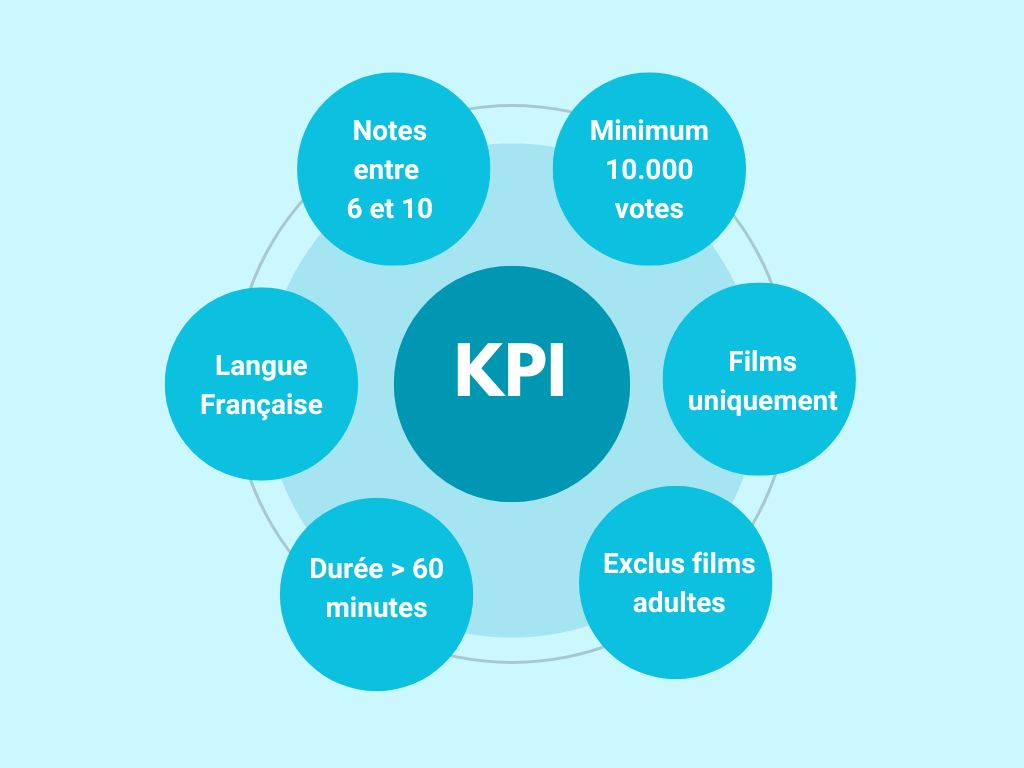 Notes
entre
6 et 10
Minimum
10.000
votes
Langue
Française
KPI
Films
uniquement
Durée > 60
minutes
Exclus films
adultes